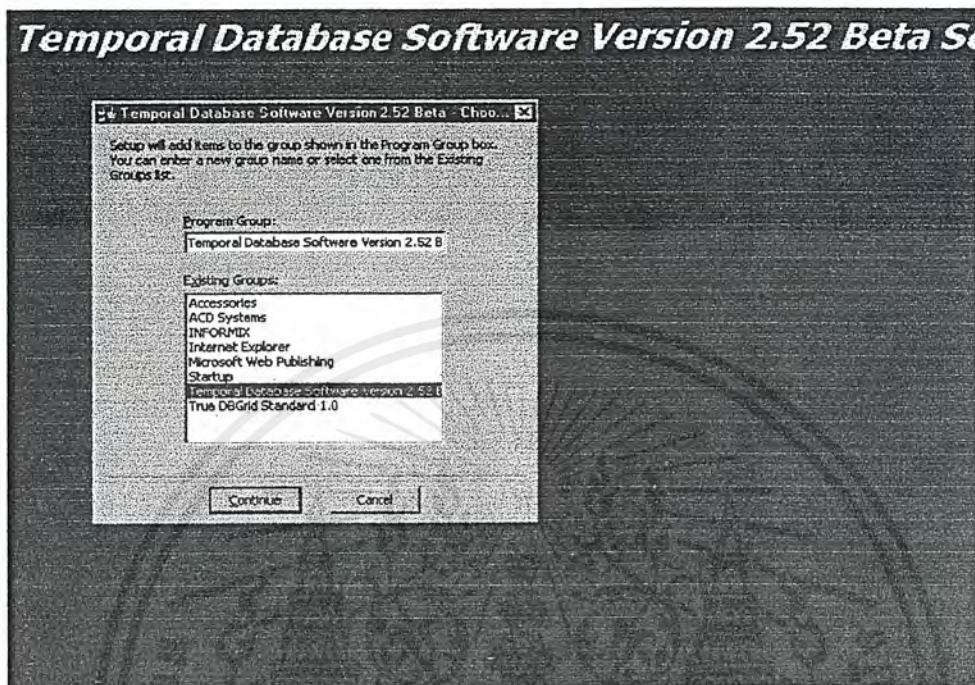 Temporal Database Software Version 2.52 Beta Se
Temporal Database Software Version 2.52 Beta - Choo...
Setup will add items to the group shown in the Program Group box.
You can enter a new group name or select one from the Existing
Groups list.
Program Group:
Temporal Database Software Version 2.52 B
Existing Groups:
Accessories
ACD Systems
INFORMIX
Internet Explorer
Microsoft Web Publishing
Startup
Temporal Database Software Version 2.52 B
True DBGrid Standard 1.0
Continue
Cancel